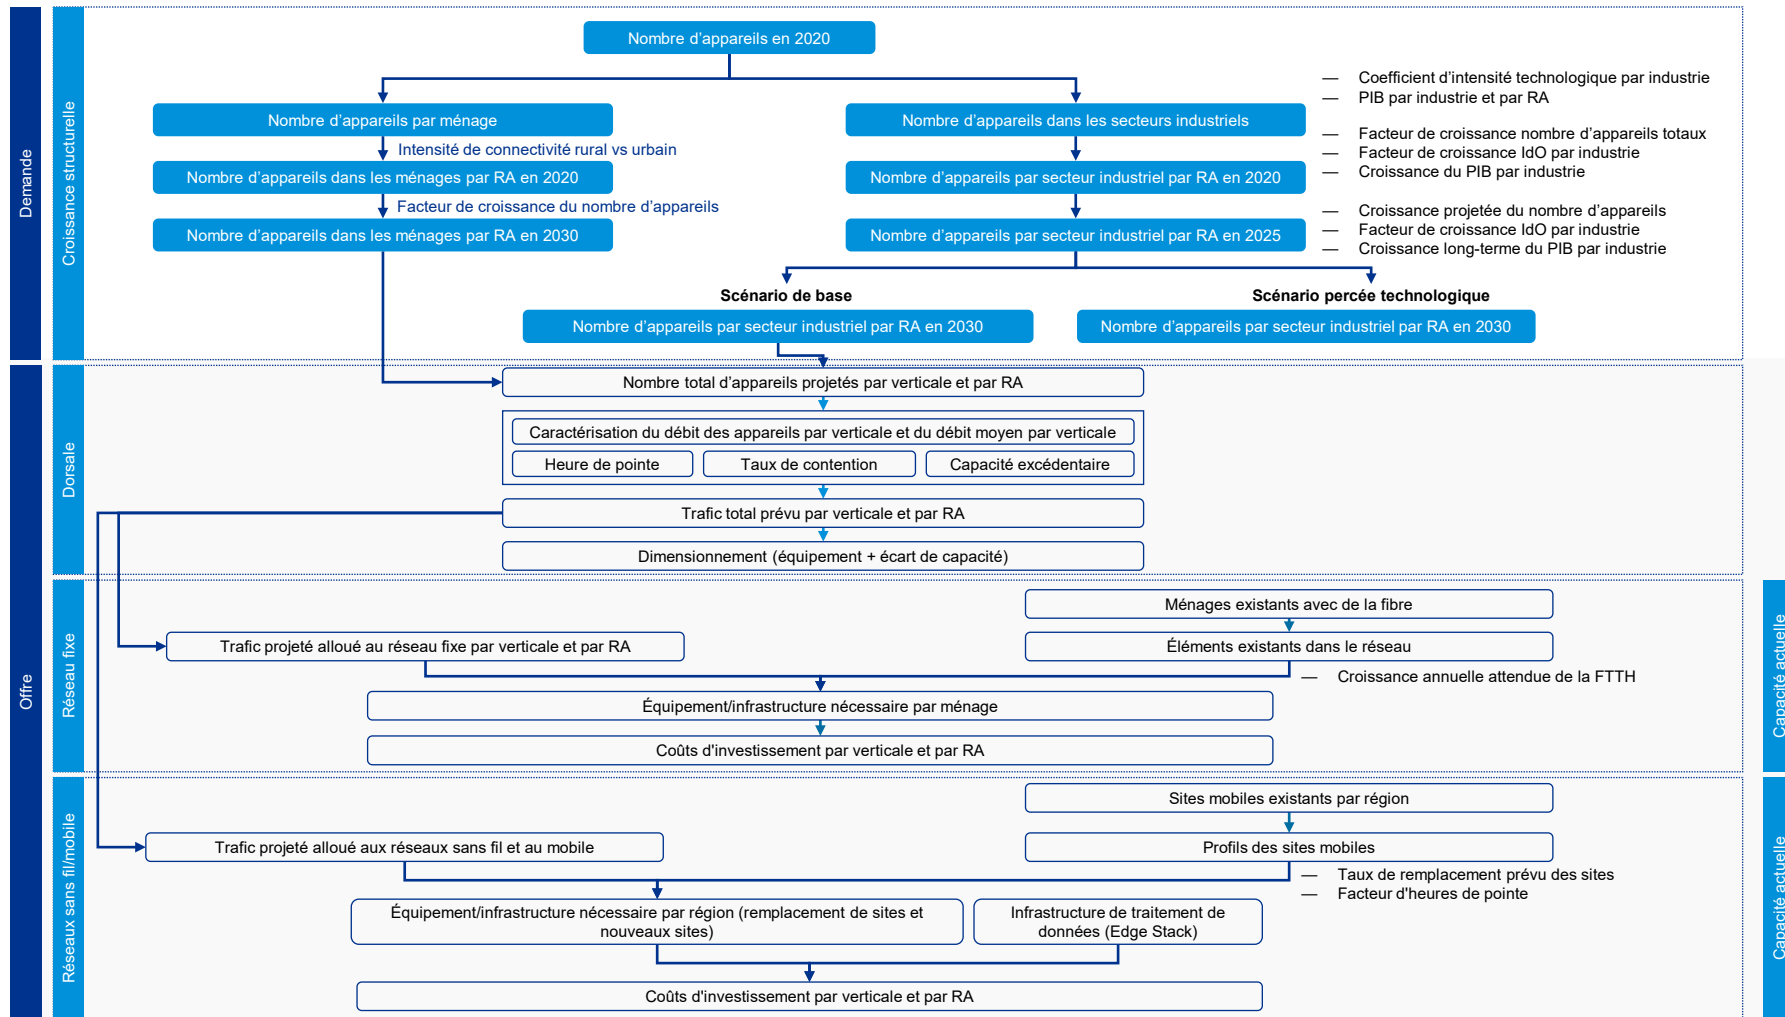 Demande
Croissance structurelle
Nombre d'appareils en 2020
Nombre d'appareils par ménage
Intensité de connectivité rural vs urbain
Nombre d'appareils dans les ménages par RA en 2020
Facteur de croissance du nombre d'appareils
Nombre d'appareils dans les ménages par RA en 2030
Nombre d'appareils dans les secteurs industriels
Nombre d'appareils par secteur industriel par RA en 2020
Nombre d'appareils par secteur industriel par RA en 2025
— Coefficient d'intensité technologique par industrie
— PIB par industrie et par RA
— Facteur de croissance nombre d'appareils totaux
— Facteur de croissance IdO par industrie
— Croissance du PIB par industrie
— Croissance projetée du nombre d'appareils
— Facteur de croissance IdO par industrie
— Croissance long-terme du PIB par industrie
Scénario de base
Nombre d'appareils par secteur industriel par RA en 2030
Scénario percée technologique
Nombre d'appareils par secteur industriel par RA en 2030
Offre
Dorsale
Nombre total d'appareils projetés par verticale et par RA
Caractérisation du débit des appareils par verticale et du débit moyen par verticale
Heure de pointe
Taux de contention
Capacité excédentaire
Trafic total prévu par verticale et par RA
Dimensionnement (équipement + écart de capacité)
Réseau fixe
Ménages existants avec de la fibre
Trafic projeté alloué au réseau fixe par verticale et par RA
Éléments existants dans le réseau
— Croissance annuelle attendue de la FTTH
Équipement/infrastructure nécessaire par ménage
Coûts d'investissement par verticale et par RA
Capacité actuelle
Réseaux sans fil/mobile
Sites mobiles existants par région
Trafic projeté alloué aux réseaux sans fil et au mobile
Profils des sites mobiles
— Taux de remplacement prévu des sites
— Facteur d'heures de pointe
Équipement/infrastructure nécessaire par région (remplacement de sites et
nouveaux sites)
Infrastructure de traitement de
données (Edge Stack)
Coûts d'investissement par verticale et par RA
Capacité actuelle